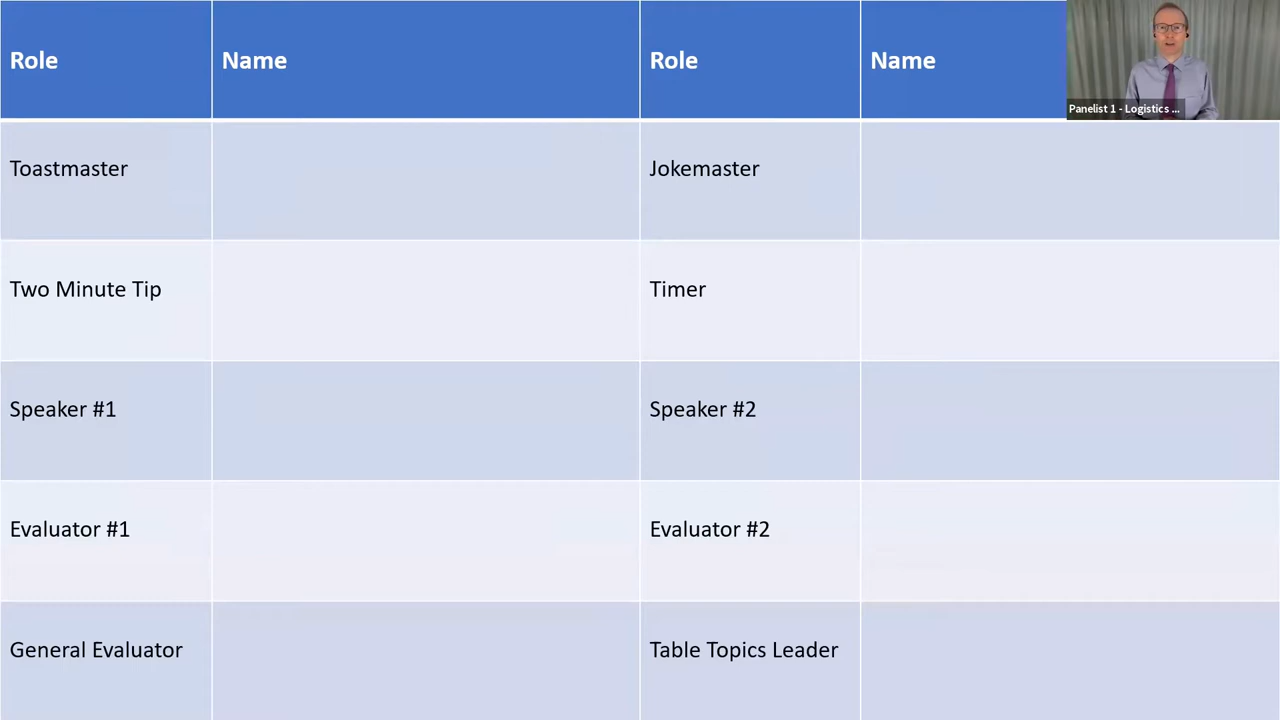 Role Name Role Name
Panelist 1 - Logistics ...
Toastmaster Jokemaster
Two Minute Tip Timer
Speaker #1 Speaker #2
Evaluator #1 Evaluator #2
General Evaluator Table Topics Leader